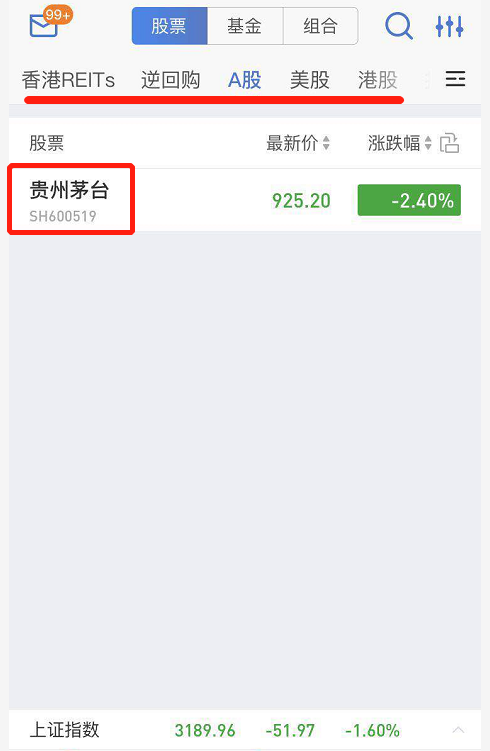 99+
股票 基金 组合
香港REITs 逆回购 A股 美股 港股
股票 最新价 涨跌幅
贵州茅台 925.20 -2.40%
SH600519
上证指数 3189.96 -51.97 -1.60%